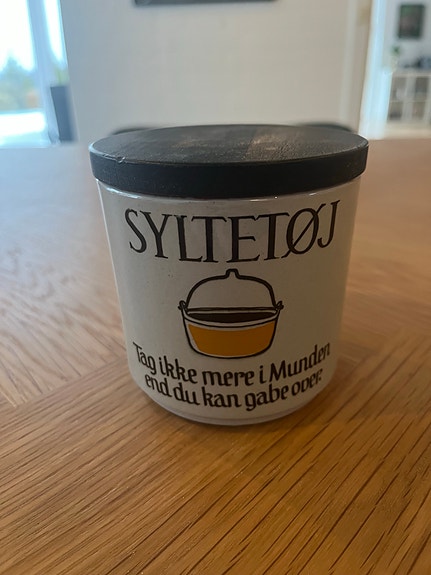 SYLTETØJ
Tag ikke mere i Munden
end du kan gabe over.